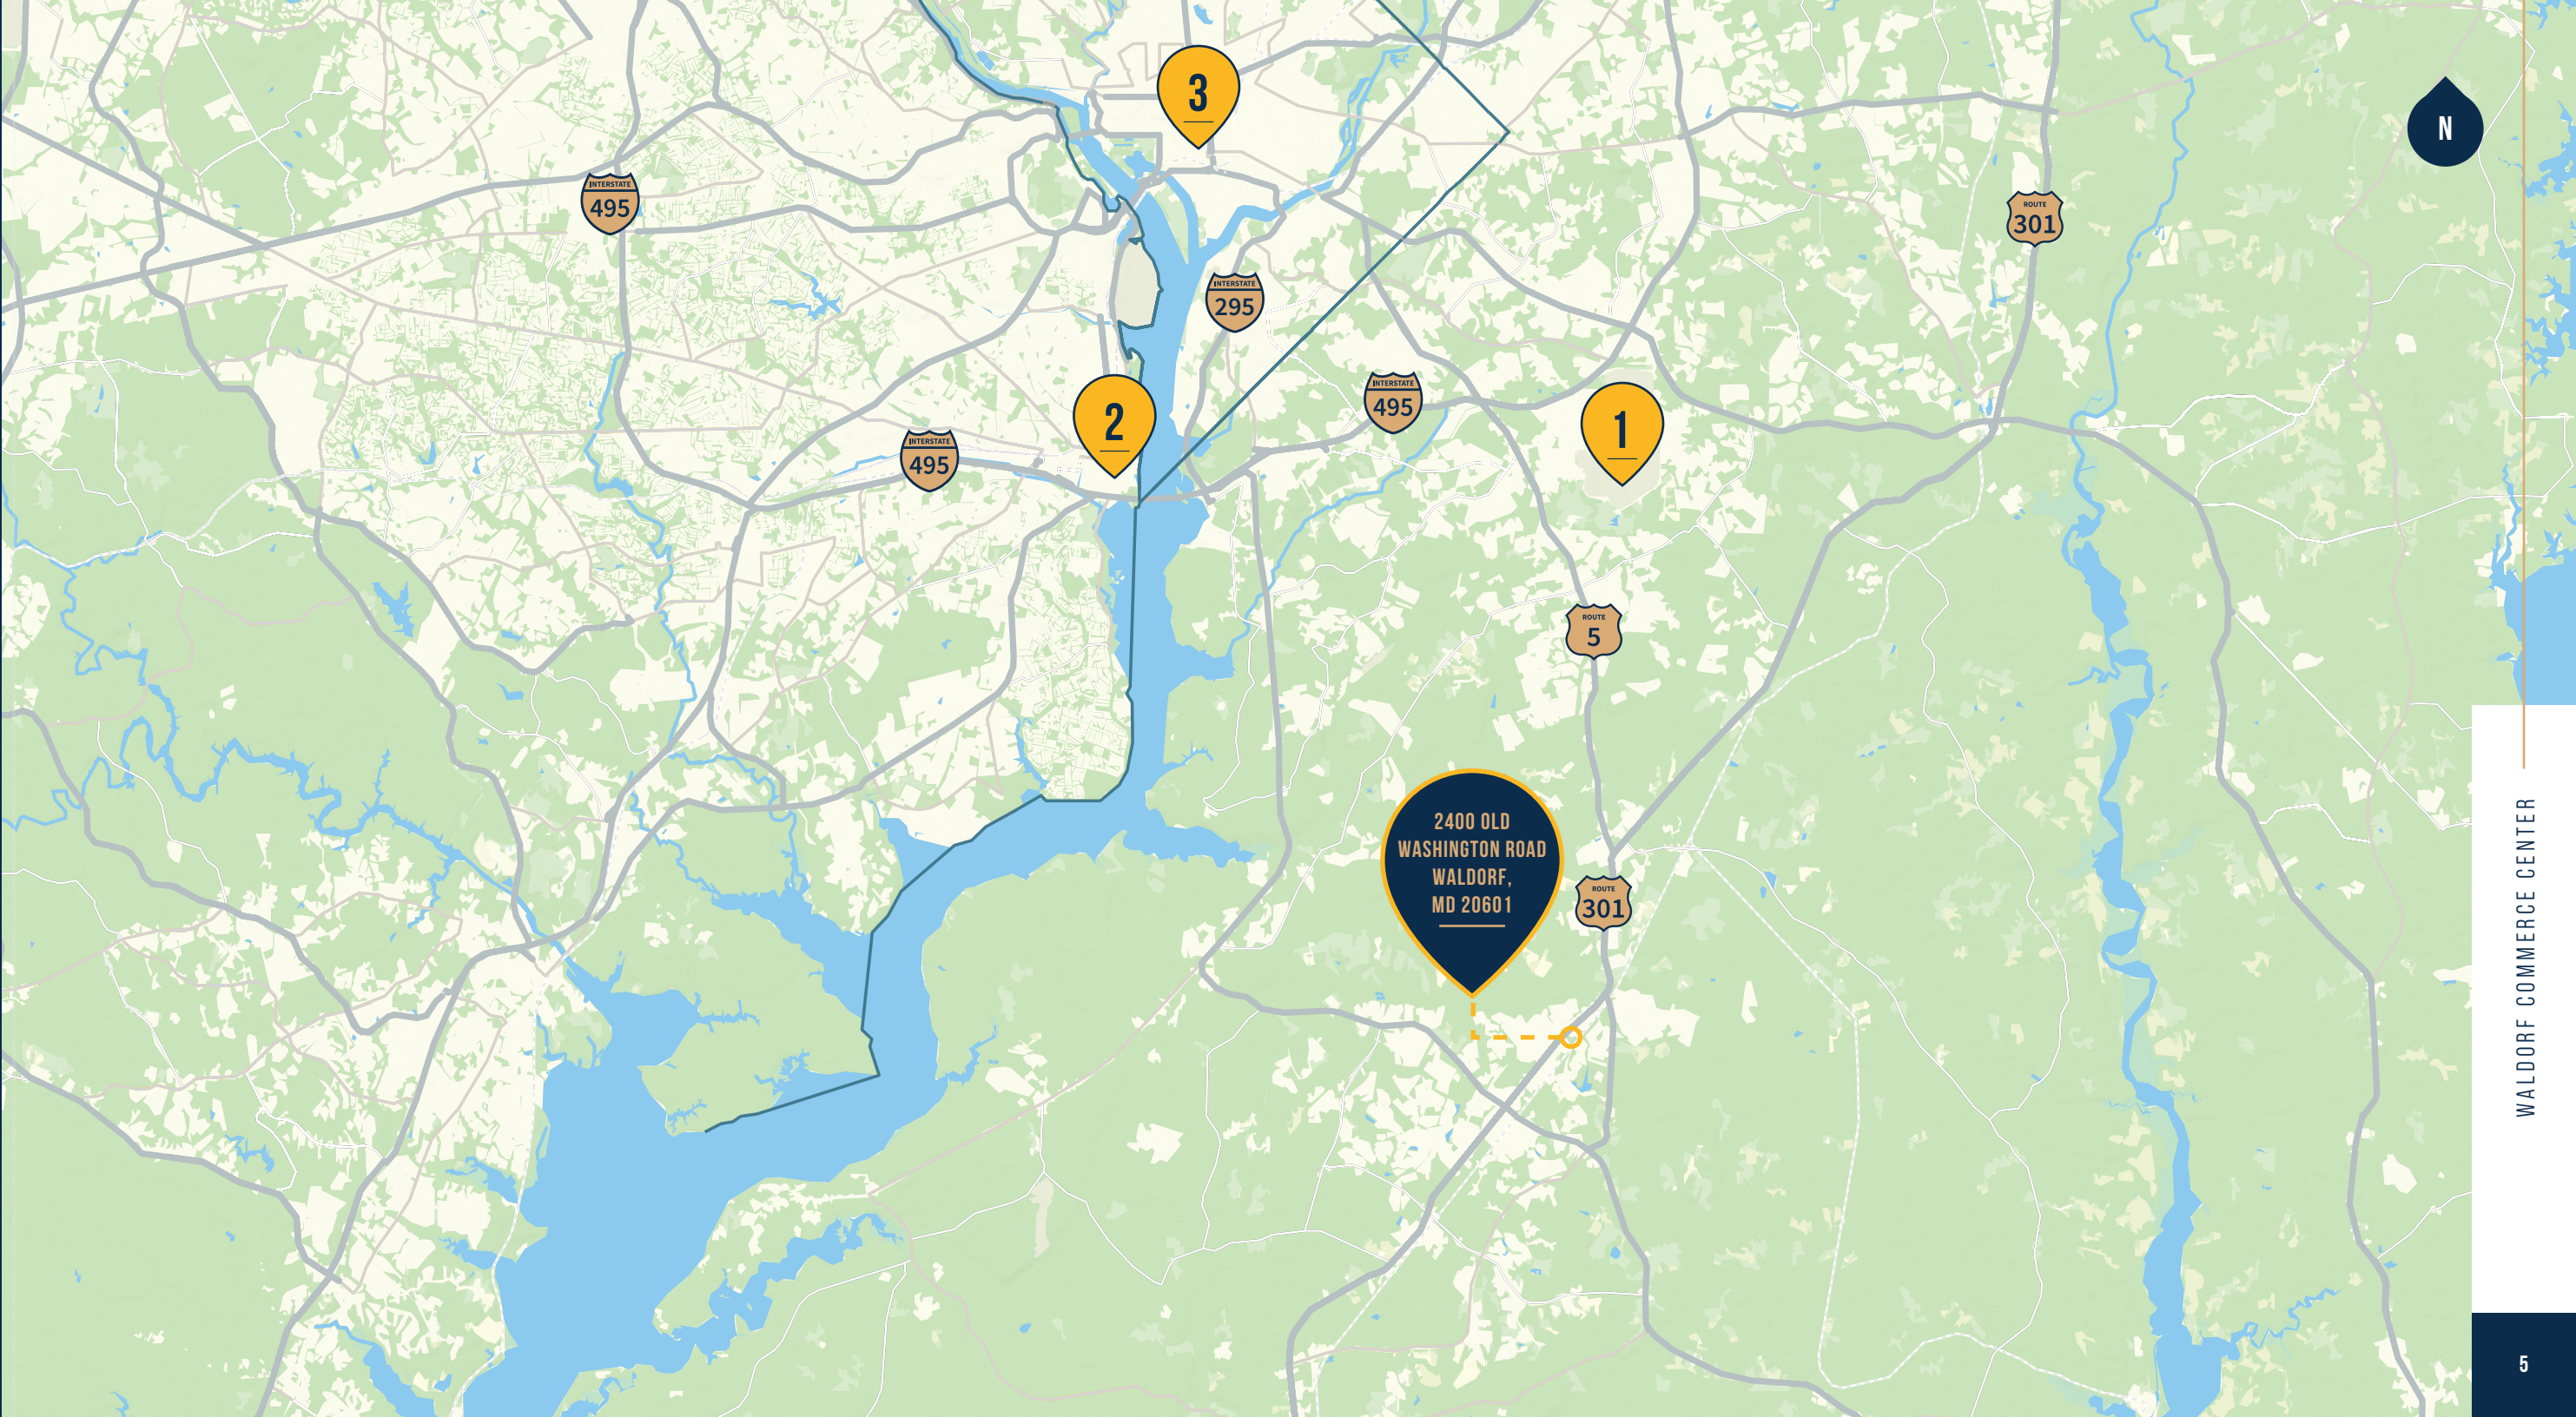 3
N
INTERSTATE
495
ROUTE
301
INTERSTATE
295
INTERSTATE
495
1
2
INTERSTATE
495
ROUTE
5
2400 OLD
WASHINGTON ROAD
WALDORF,
MD 20601
ROUTE
301
WALDORF COMMERCE CENTER
5